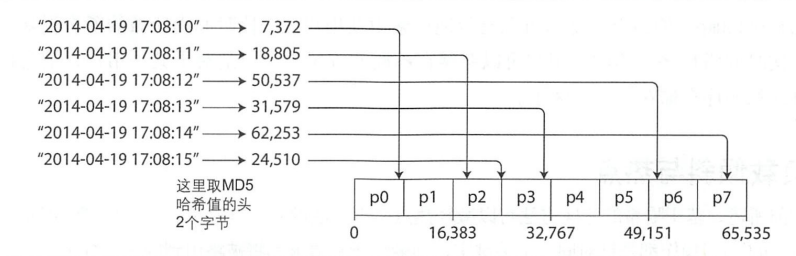 “2014-04-19 17:08:10” 7,372
“2014-04-19 17:08:11” 18,805
“2014-04-19 17:08:12” 50,537
“2014-04-19 17:08:13” 31,579
“2014-04-19 17:08:14” 62,253
“2014-04-19 17:08:15” 24,510
这里取MD5
哈希值的头
2个字节
p0 p1 p2 p3 p4 p5 p6 p7
0 16,383 32,767 49,151 65,535